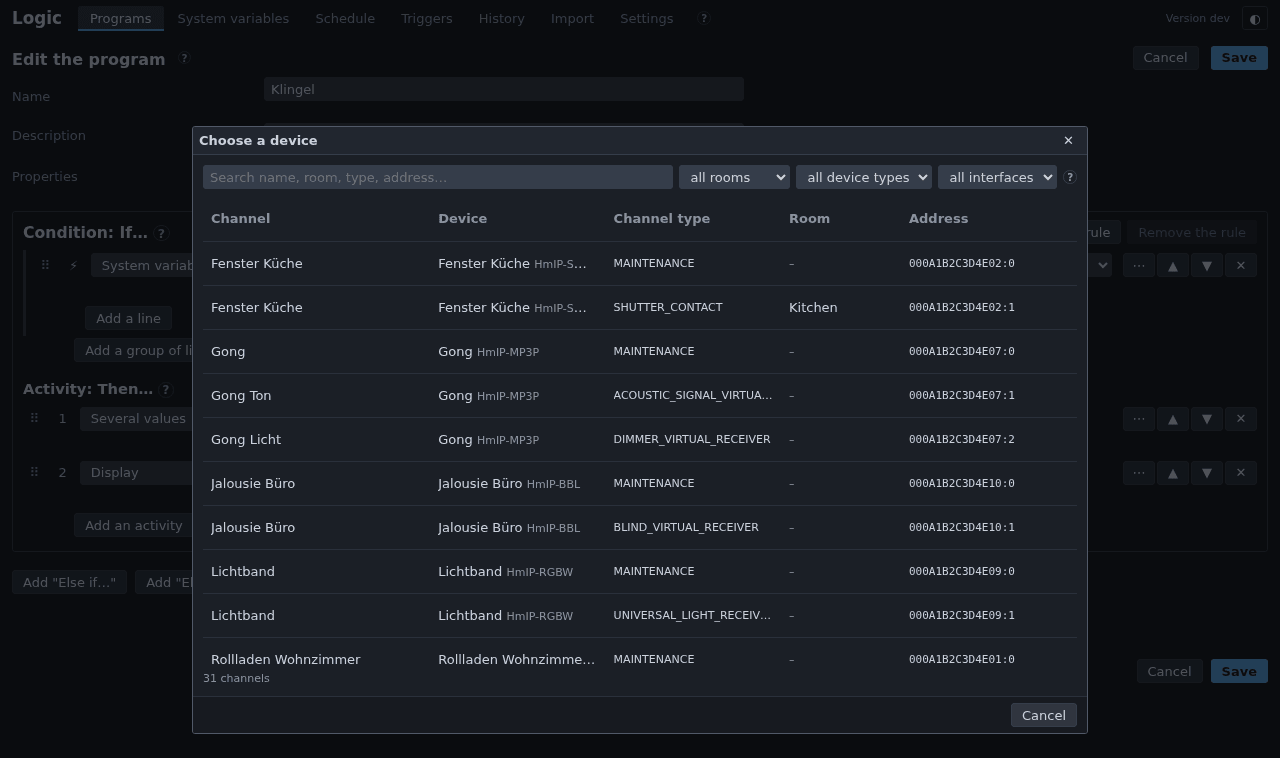 Logic Programs System variables Schedule Triggers History Import Settings ? Version dev
Edit the program ? Cancel Save
Name Klingel
Description
Choose a device ✕
Properties
Search name, room, type, address… all rooms all device types all interfaces ?
Channel Device Channel type Room Address
Condition: If… ? rule Remove the rule
Fenster Küche Fenster Küche HmIP-S… MAINTENANCE – 000A1B2C3D4E02:0
System variab … ▲ ▼ ✕
Fenster Küche Fenster Küche HmIP-S… SHUTTER_CONTACT Kitchen 000A1B2C3D4E02:1
Add a line
Gong Gong HmIP-MP3P MAINTENANCE – 000A1B2C3D4E07:0
Add a group of li
Activity: Then… ?
Gong Ton Gong HmIP-MP3P ACOUSTIC_SIGNAL_VIRTUA… – 000A1B2C3D4E07:1
1 Several values … ▲ ▼ ✕
Gong Licht Gong HmIP-MP3P DIMMER_VIRTUAL_RECEIVER – 000A1B2C3D4E07:2
2 Display … ▲ ▼ ✕
Jalousie Büro Jalousie Büro HmIP-BBL MAINTENANCE – 000A1B2C3D4E10:0
Add an activity
Jalousie Büro Jalousie Büro HmIP-BBL BLIND_VIRTUAL_RECEIVER – 000A1B2C3D4E10:1
Lichtband Lichtband HmIP-RGBW MAINTENANCE – 000A1B2C3D4E09:0
Add "Else if…" Add "El
Lichtband Lichtband HmIP-RGBW UNIVERSAL_LIGHT_RECEIV… – 000A1B2C3D4E09:1
Rollladen Wohnzimmer Rollladen Wohnzimme… MAINTENANCE – 000A1B2C3D4E01:0
31 channels
Cancel Save
Cancel